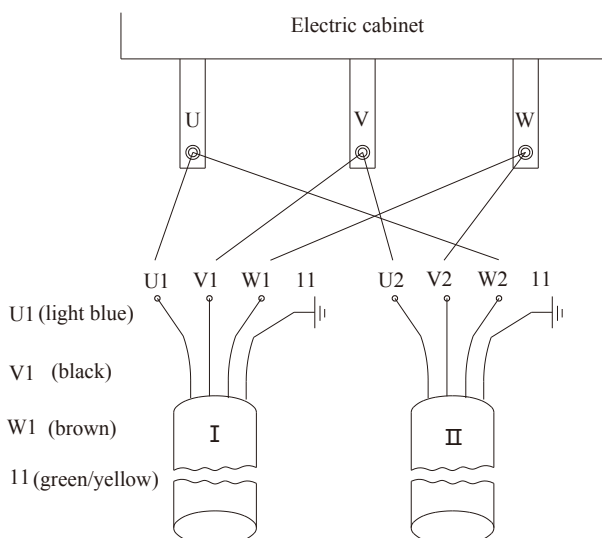 Electric cabinet
U V W
U1 V1 W1 11 U2 V2 W2 11
U1 (light blue)
V1 (black)
W1 (brown)
11 (green/yellow)
I II